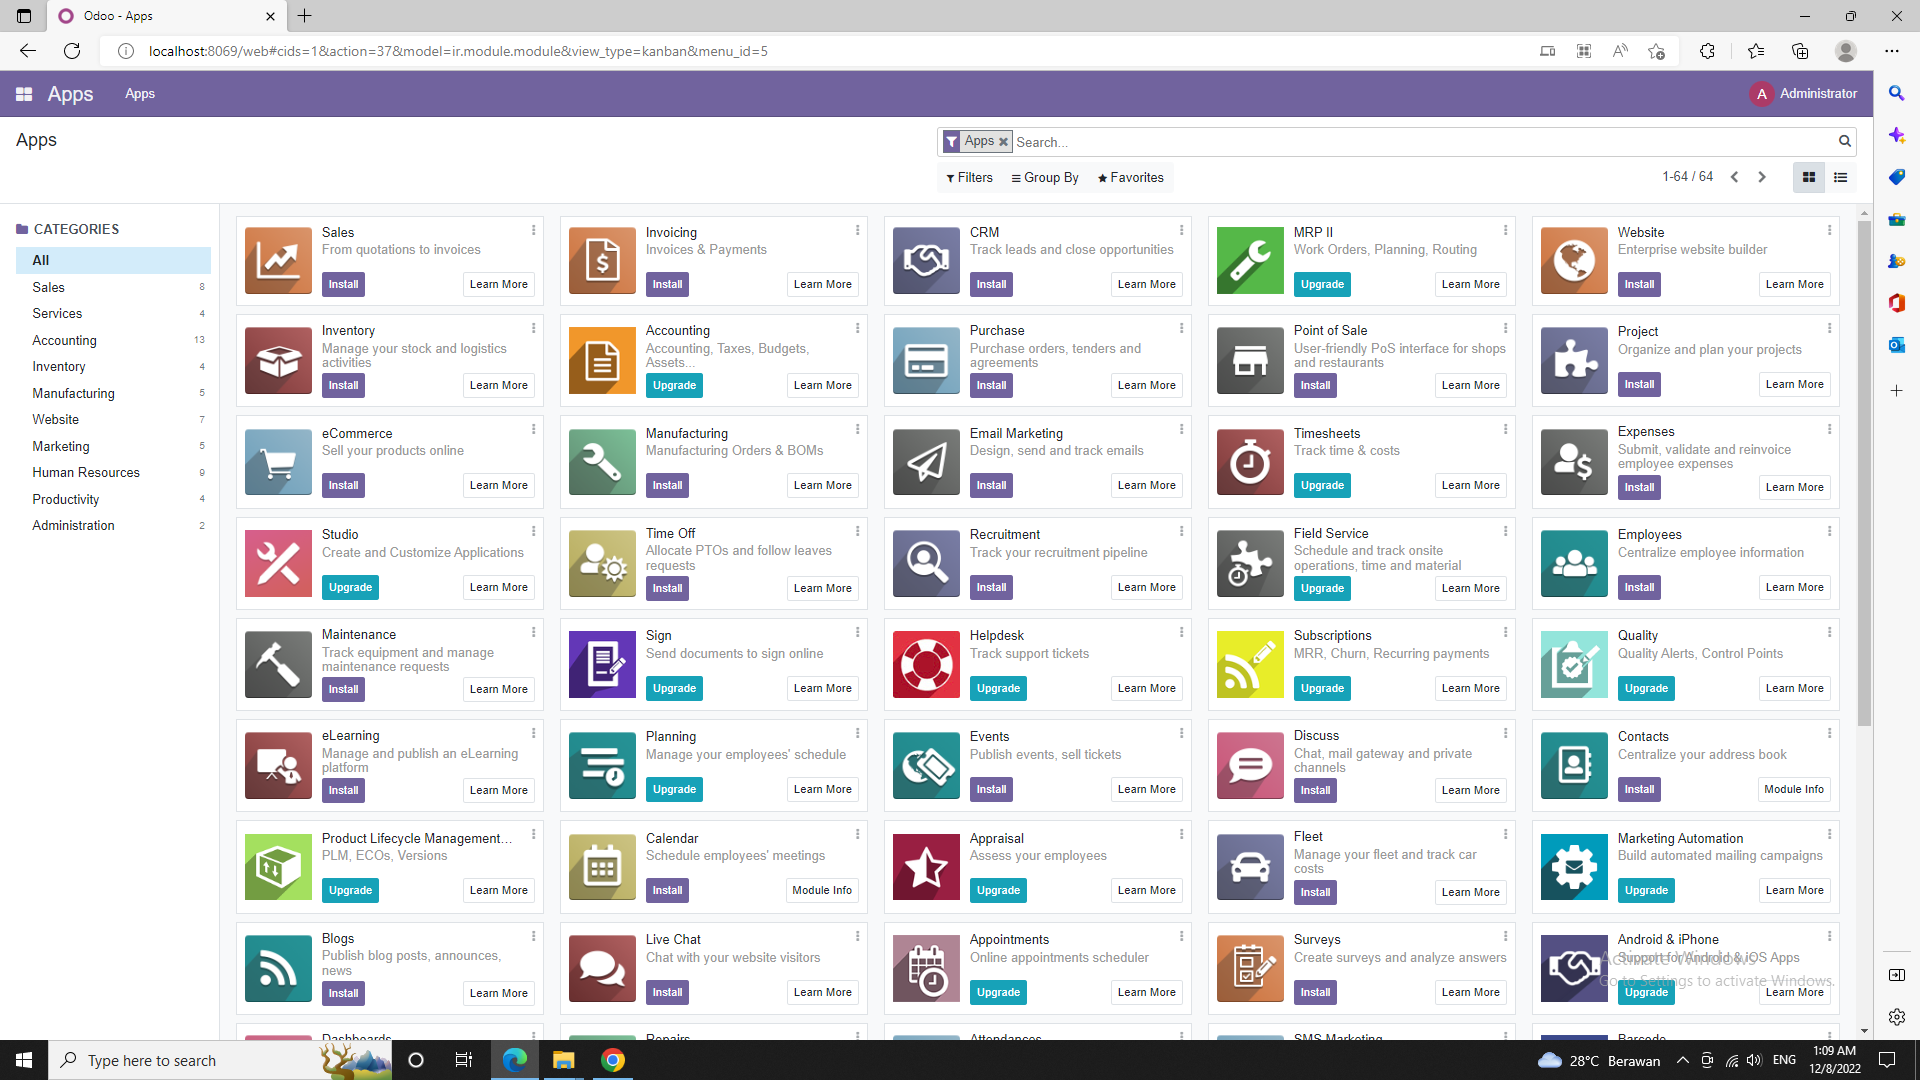 Odoo - Apps
localhost:8069/web#cids=1&action=37&model=ir.module.module&view_type=kanban&menu_id=5
Apps
Apps
A
Administrator
Apps
Apps
Search...
Filters
Group By
Favorites
1-64 / 64
CATEGORIES
All
Sales 8
Services 4
Accounting 13
Inventory 4
Manufacturing 5
Website 7
Marketing 5
Human Resources 9
Productivity 4
Administration 2
Sales
From quotations to invoices
Install Learn More
Invoicing
Invoices & Payments
Install Learn More
CRM
Track leads and close opportunities
Install Learn More
MRP II
Work Orders, Planning, Routing
Upgrade Learn More
Website
Enterprise website builder
Install Learn More
Inventory
Manage your stock and logistics
activities
Install Learn More
Accounting
Accounting, Taxes, Budgets,
Assets...
Upgrade Learn More
Purchase
Purchase orders, tenders and
agreements
Install Learn More
Point of Sale
User-friendly PoS interface for shops
and restaurants
Install Learn More
Project
Organize and plan your projects
Install Learn More
eCommerce
Sell your products online
Install Learn More
Manufacturing
Manufacturing Orders & BOMs
Install Learn More
Email Marketing
Design, send and track emails
Install Learn More
Timesheets
Track time & costs
Upgrade Learn More
Expenses
Submit, validate and reinvoice
employee expenses
Install Learn More
Studio
Create and Customize Applications
Upgrade Learn More
Time Off
Allocate PTOs and follow leaves
requests
Install Learn More
Recruitment
Track your recruitment pipeline
Install Learn More
Field Service
Schedule and track onsite
operations, time and material
Upgrade Learn More
Employees
Centralize employee information
Install Learn More
Maintenance
Track equipment and manage
maintenance requests
Install Learn More
Sign
Send documents to sign online
Upgrade Learn More
Helpdesk
Track support tickets
Upgrade Learn More
Subscriptions
MRR, Churn, Recurring payments
Upgrade Learn More
Quality
Quality Alerts, Control Points
Upgrade Learn More
eLearning
Manage and publish an eLearning
platform
Install Learn More
Planning
Manage your employees' schedule
Upgrade Learn More
Events
Publish events, sell tickets
Install Learn More
Discuss
Chat, mail gateway and private
channels
Install Learn More
Contacts
Centralize your address book
Install Module Info
Product Lifecycle Management...
PLM, ECOs, Versions
Upgrade Learn More
Calendar
Schedule employees' meetings
Install Module Info
Appraisal
Assess your employees
Upgrade Learn More
Fleet
Manage your fleet and track car
costs
Install Learn More
Marketing Automation
Build automated mailing campaigns
Upgrade Learn More
Blogs
Publish blog posts, announces,
news
Install Learn More
Live Chat
Chat with your website visitors
Install Learn More
Appointments
Online appointments scheduler
Upgrade Learn More
Surveys
Create surveys and analyze answers
Install Learn More
Android & iPhone
Support for Android & iOS Apps
Upgrade Learn More
Activate Windows
Go to Settings to activate Windows.
Dashboards
Repairs
Attendances
SMS Marketing
Barcode
Type here to search
28°C Berawan
ENG
1:09 AM
12/8/2022